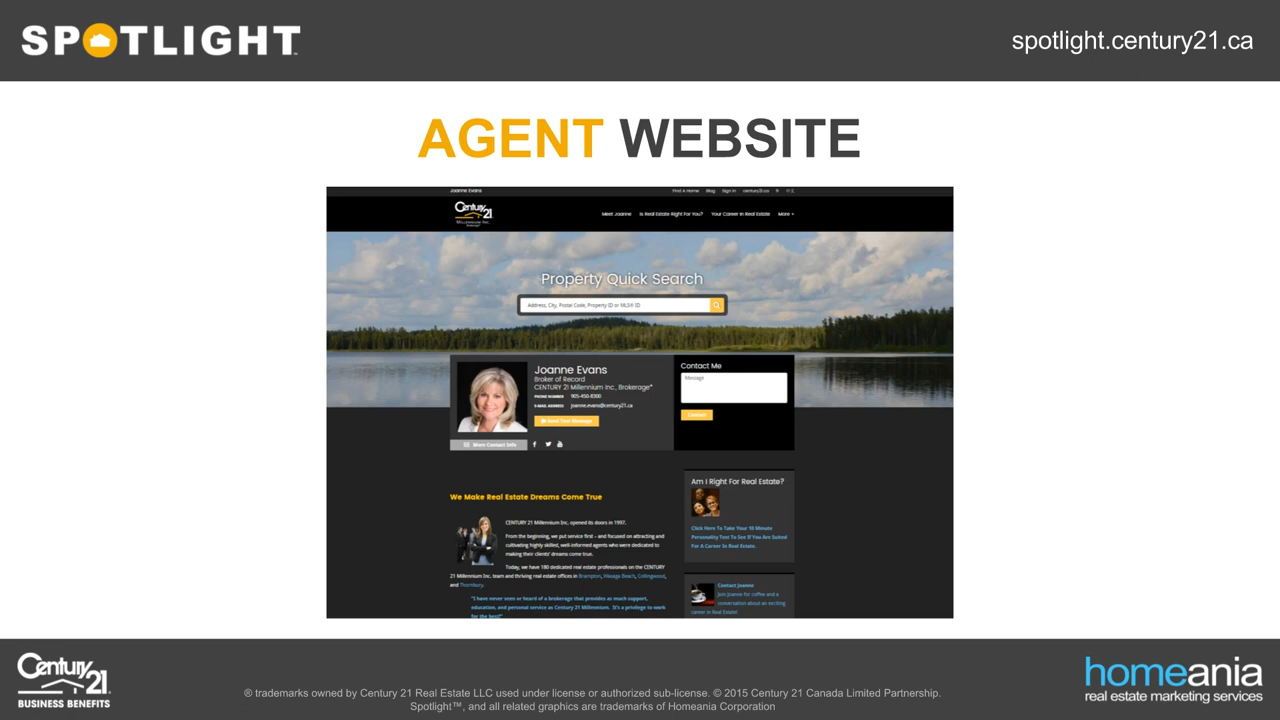 SPOTLIGHT™
spotlight.century21.ca
AGENT WEBSITE
Joanne Evans
Find A Home Blog Sign In century21.ca
CENTURY 21
MILLENNIUM INC.
Brokerage*
Meet Joanne Is Real Estate Right For You? Your Career In Real Estate More
Property Quick Search
Address, City, Postal Code, Property ID or MLS® ID
Joanne Evans
Broker of Record
CENTURY 21 Millennium Inc., Brokerage*
PHONE NUMBER 905-450-8300
E-MAIL ADDRESS joanne.evans@century21.ca
Send Text Message
More Contact Info
Contact Me
Message
Contact
We Make Real Estate Dreams Come True
CENTURY 21 Millennium Inc. opened its doors in 1997.
From the beginning, we put service first – and focused on attracting and
cultivating highly skilled, well-informed agents who were dedicated to
making their clients' dreams come true.
Today, we have 180 dedicated real estate professionals on the CENTURY
21 Millennium Inc. team and thriving real estate offices in Brampton, Wasaga Beach, Collingwood,
and Thornbury.
"I have never seen or heard of a brokerage that provides as much support,
education, and personal service as Century 21 Millennium. It's a privilege to work
for the best!"
Am I Right For Real Estate?
Click Here To Take Your 10 Minute
Personality Test To See If You Are Suited
For A Career In Real Estate.
Contact Joanne
Join Joanne for coffee and a
conversation about an exciting
career in Real Estate!
CENTURY 21®
BUSINESS BENEFITS
® trademarks owned by Century 21 Real Estate LLC used under license or authorized sub-license. © 2015 Century 21 Canada Limited Partnership.
Spotlight™, and all related graphics are trademarks of Homeania Corporation
homeania
real estate marketing services